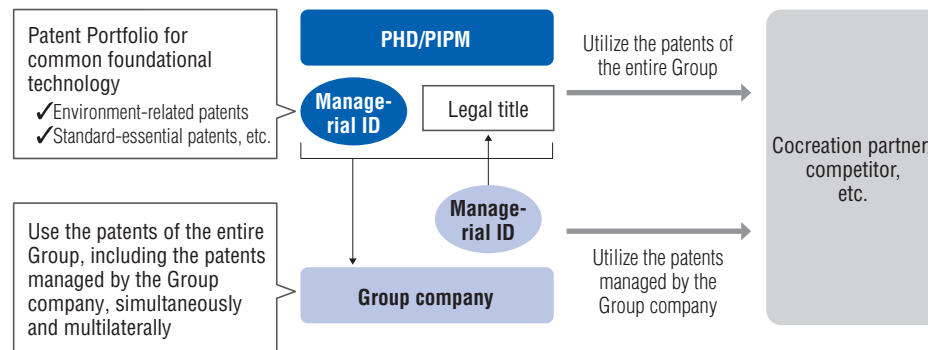 Patent Portfolio for
common foundational
technology
✓Environment-related patents
✓Standard-essential patents, etc.
PHD/PIPM
Manage-
rial ID
Legal title
Utilize the patents of
the entire Group
Cocreation partner,
competitor,
etc.
Use the patents of the entire
Group, including the patents
managed by the Group
company, simultaneously
and multilaterally
Manage-
rial ID
Group company
Utilize the patents
managed by the
Group company